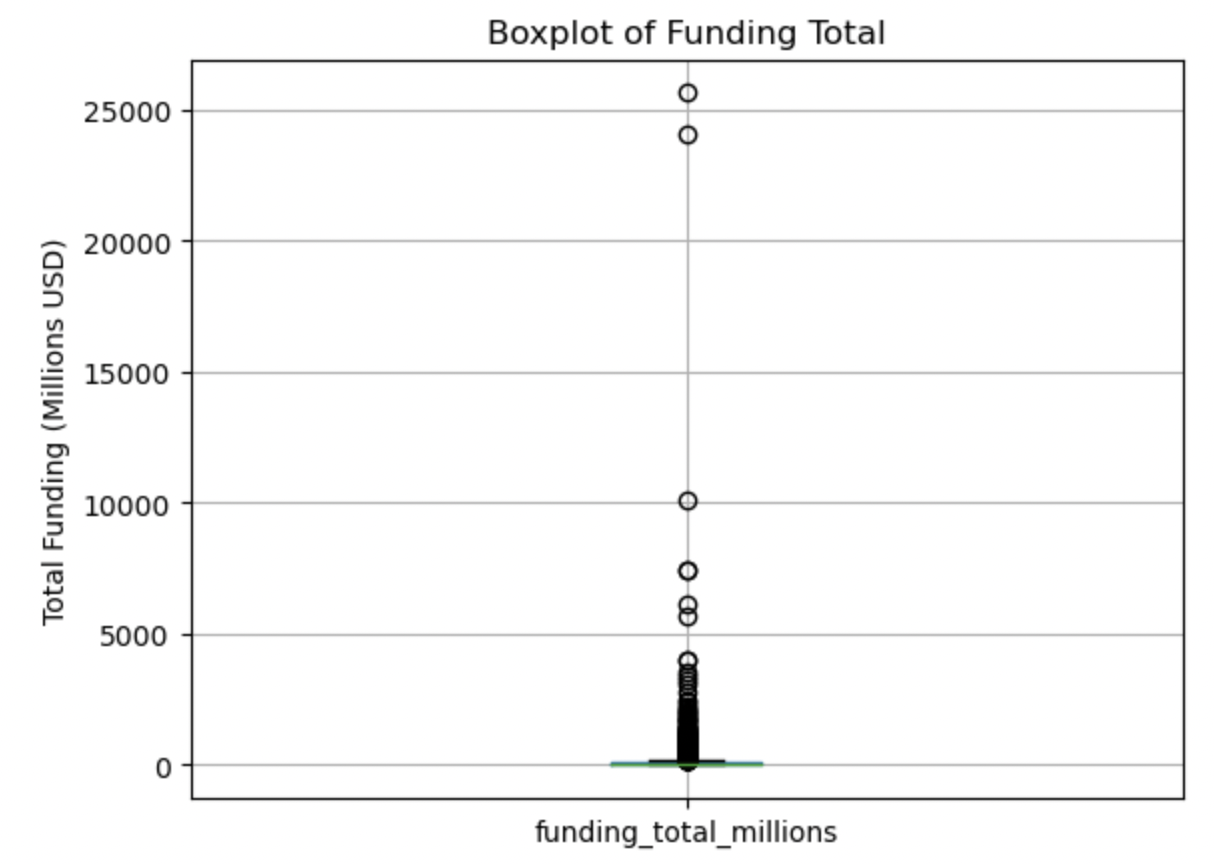 Boxplot of Funding Total
Total Funding (Millions USD)
25000
20000
15000
10000
5000
0
funding_total_millions